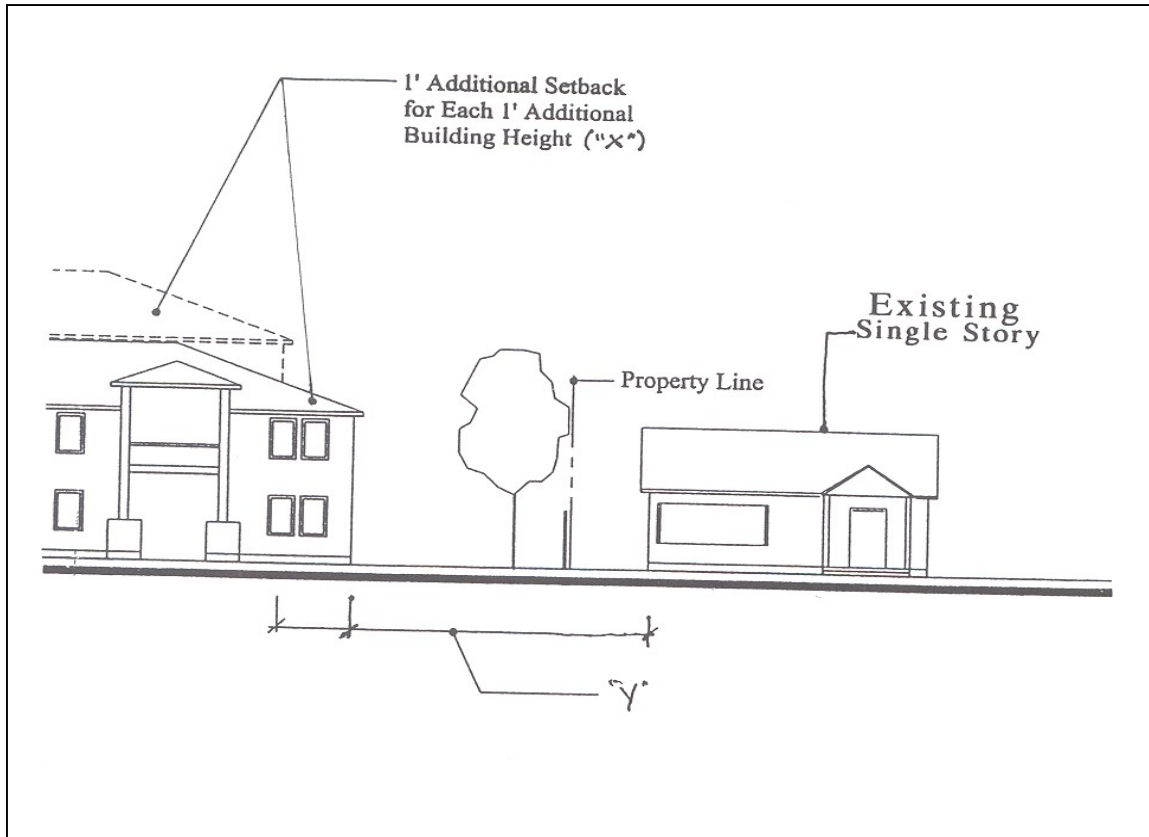 1' Additional Setback
for Each 1' Additional
Building Height ("X")
Existing
Single Story
Property Line
"Y"